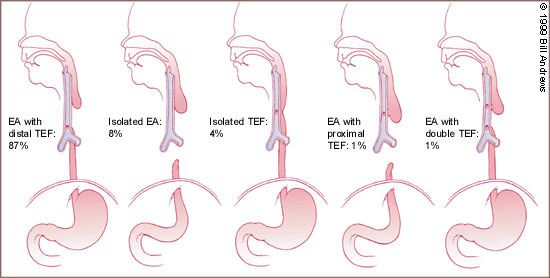 EA with
distal TEF:
87%
Isolated EA:
8%
Isolated TEF:
4%
EA with
proximal
TEF: 1%
EA with
double TEF:
1%
© 1999 Bill Andrews